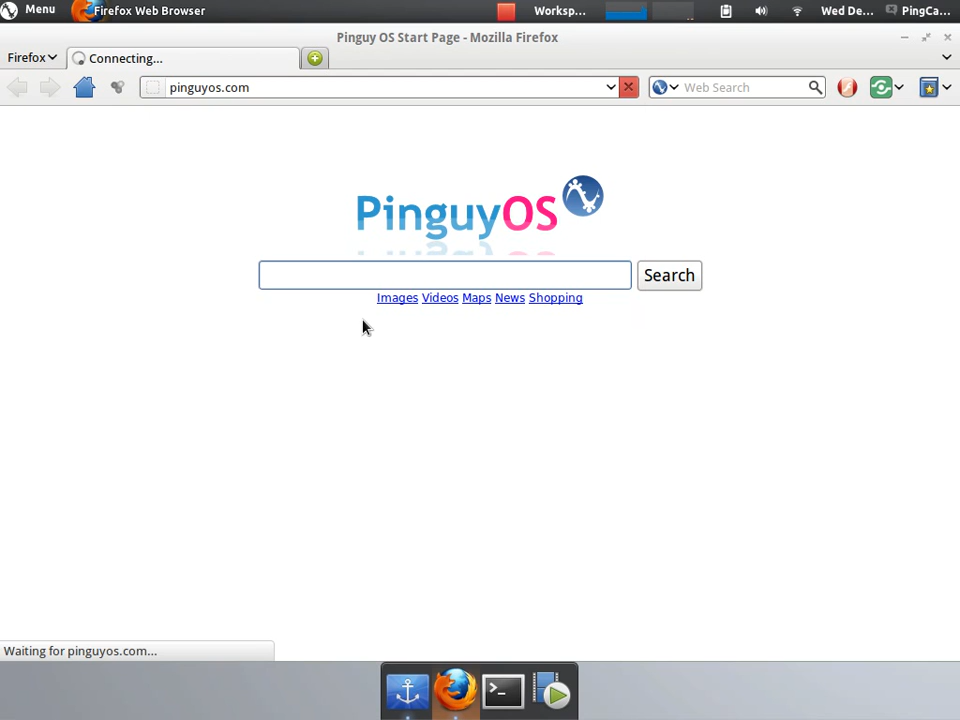 Menu Firefox Web Browser Worksp... Wed De... PingCa...
Pinguy OS Start Page - Mozilla Firefox
Firefox Connecting...
pinguyos.com Web Search
PinguyOS
Search
Images Videos Maps News Shopping
Waiting for pinguyos.com...